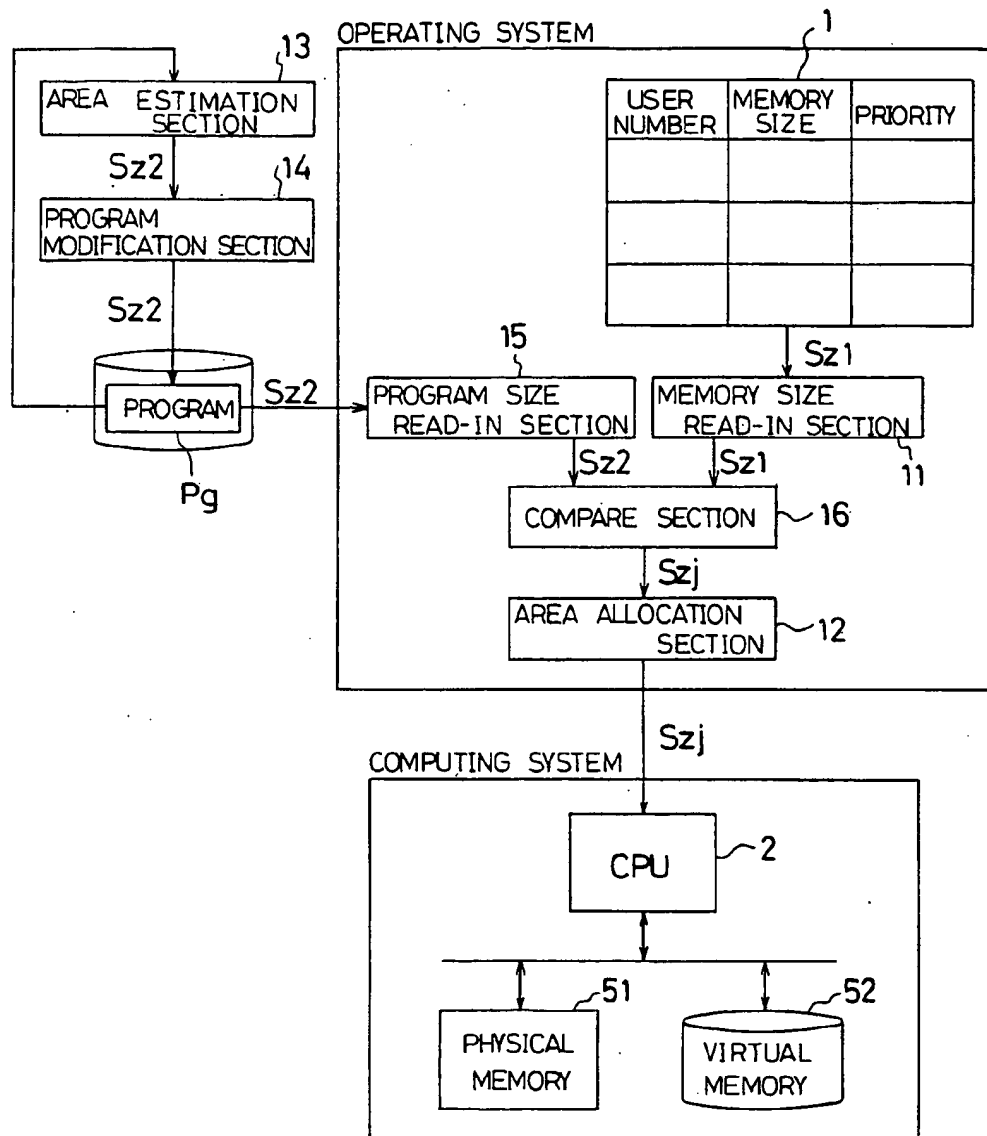 OPERATING SYSTEM
1
13
AREA ESTIMATION
SECTION
USER
NUMBER
MEMORY
SIZE
PRIORITY
Sz2
14
PROGRAM
MODIFICATION SECTION
Sz2
Sz1
15
PROGRAM
Sz2
PROGRAM SIZE
READ-IN SECTION
MEMORY SIZE
READ-IN SECTION
11
Pg
Sz2
Sz1
COMPARE SECTION
16
Szj
AREA ALLOCATION
SECTION
12
Szj
COMPUTING SYSTEM
CPU
2
51
52
PHYSICAL
MEMORY
VIRTUAL
MEMORY